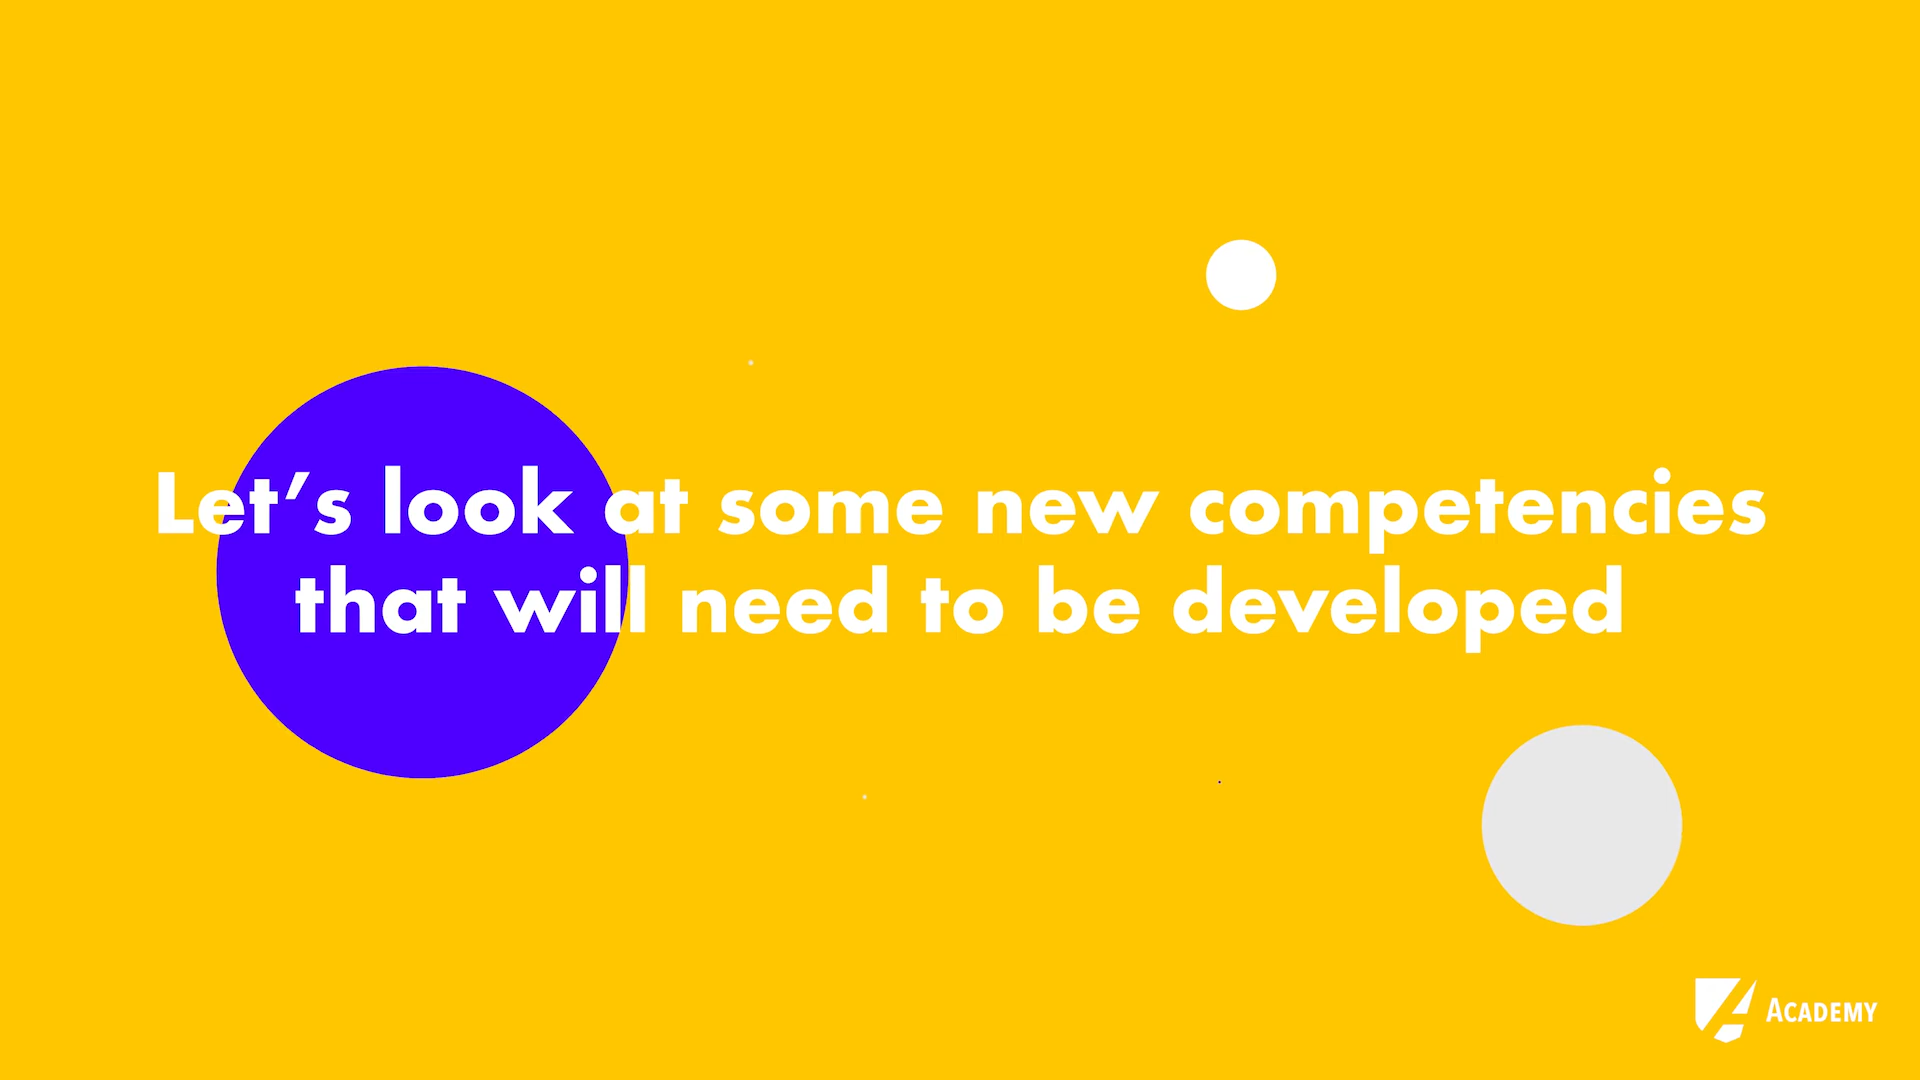 Let’s look at some new competencies
that will need to be developed
ACADEMY